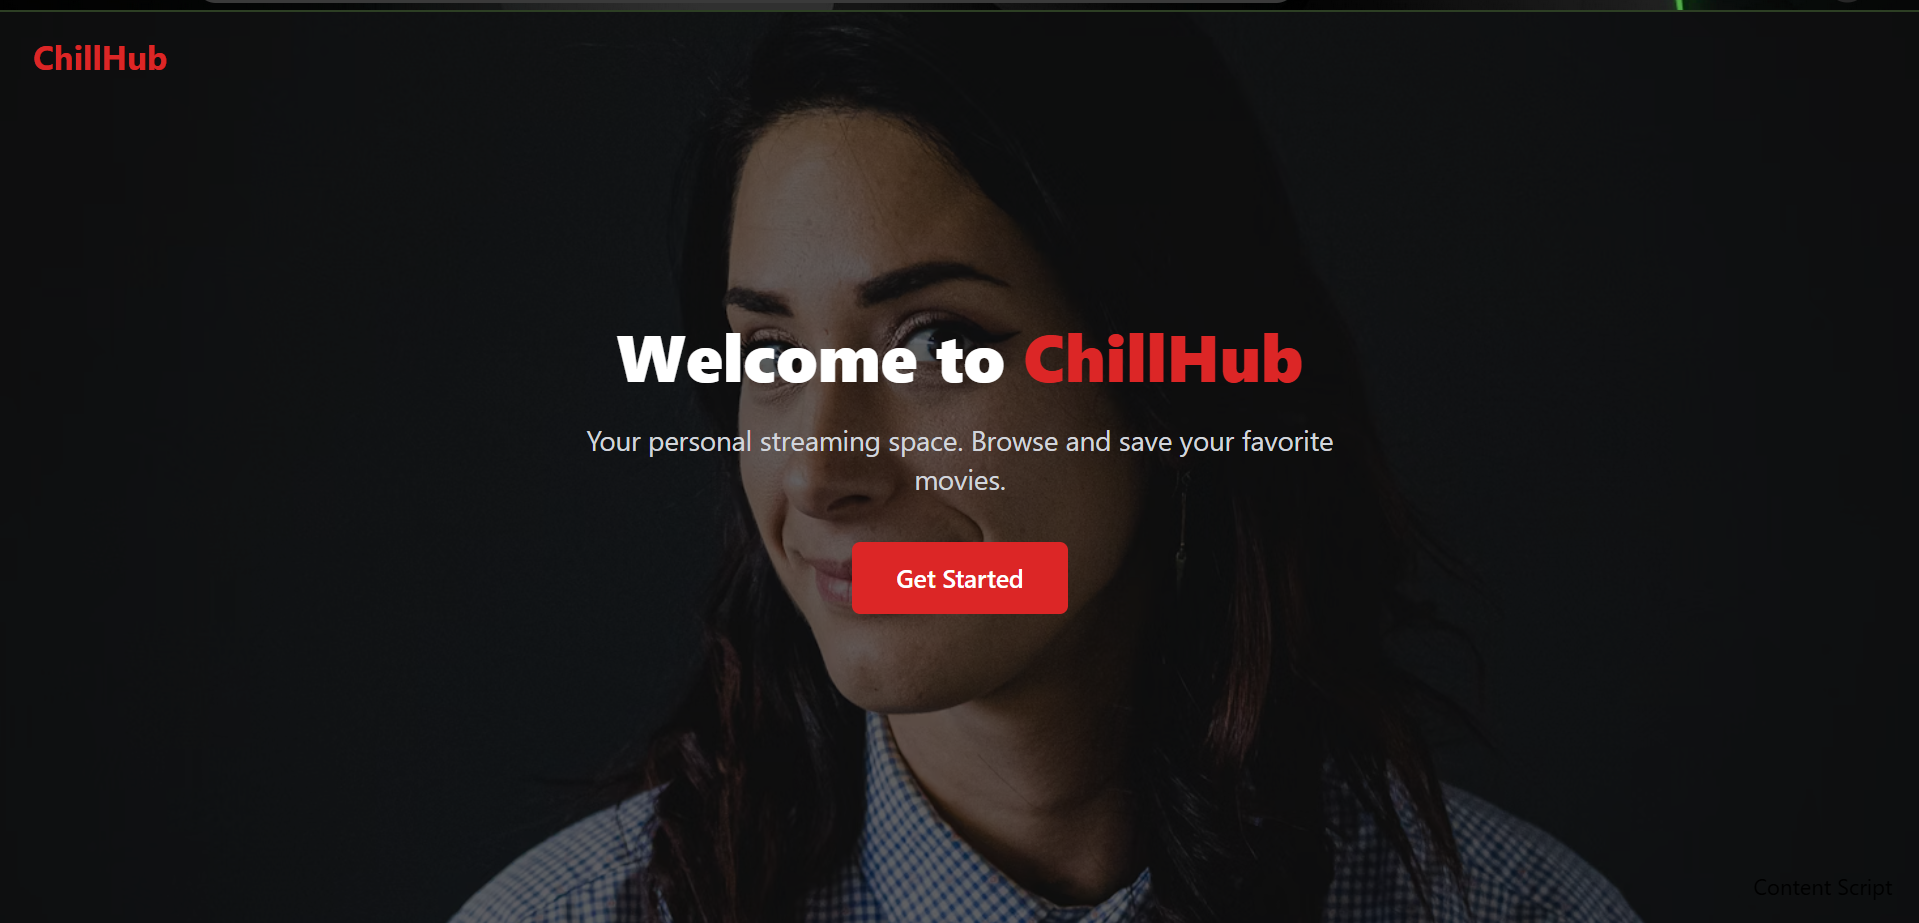 ChillHub
Welcome to ChillHub
Your personal streaming space. Browse and save your favorite
movies.
Get Started
Content Script